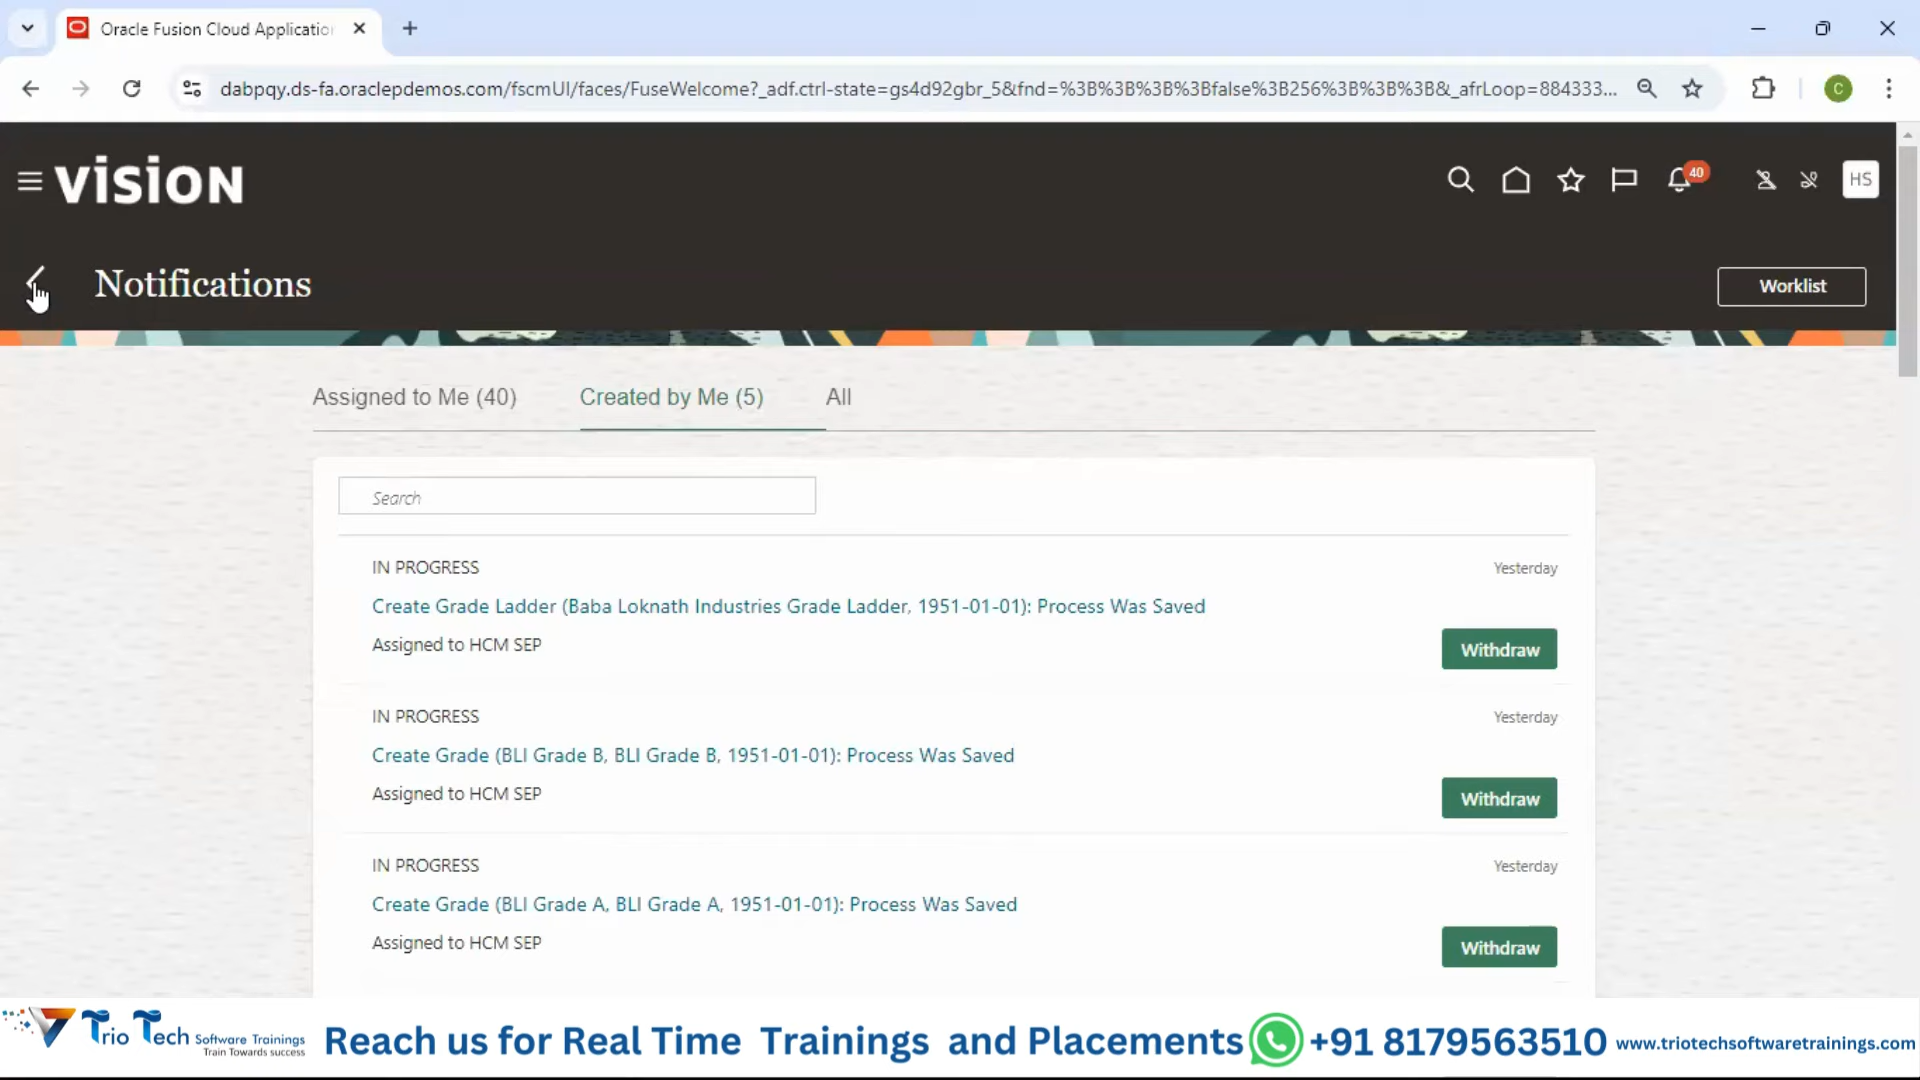 Oracle Fusion Cloud Applicatio
dabpqy.ds-fa.oraclepdemos.com/fscmUI/faces/FuseWelcome?_adf.ctrl-state=gs4d92gbr_5&fnd=%3B%3B%3B%3Bfalse%3B256%3B%3B%3B&_afrLoop=884333...
C
VISION
40
HS
Notifications
Worklist
Assigned to Me (40)
Created by Me (5)
All
Search
IN PROGRESS
Yesterday
Create Grade Ladder (Baba Loknath Industries Grade Ladder, 1951-01-01): Process Was Saved
Assigned to HCM SEP
Withdraw
IN PROGRESS
Yesterday
Create Grade (BLI Grade B, BLI Grade B, 1951-01-01): Process Was Saved
Assigned to HCM SEP
Withdraw
IN PROGRESS
Yesterday
Create Grade (BLI Grade A, BLI Grade A, 1951-01-01): Process Was Saved
Assigned to HCM SEP
Withdraw
Trio Tech Software Trainings
Train Towards success
Reach us for Real Time Trainings and Placements
+91 8179563510
www.triotechsoftwaretrainings.com